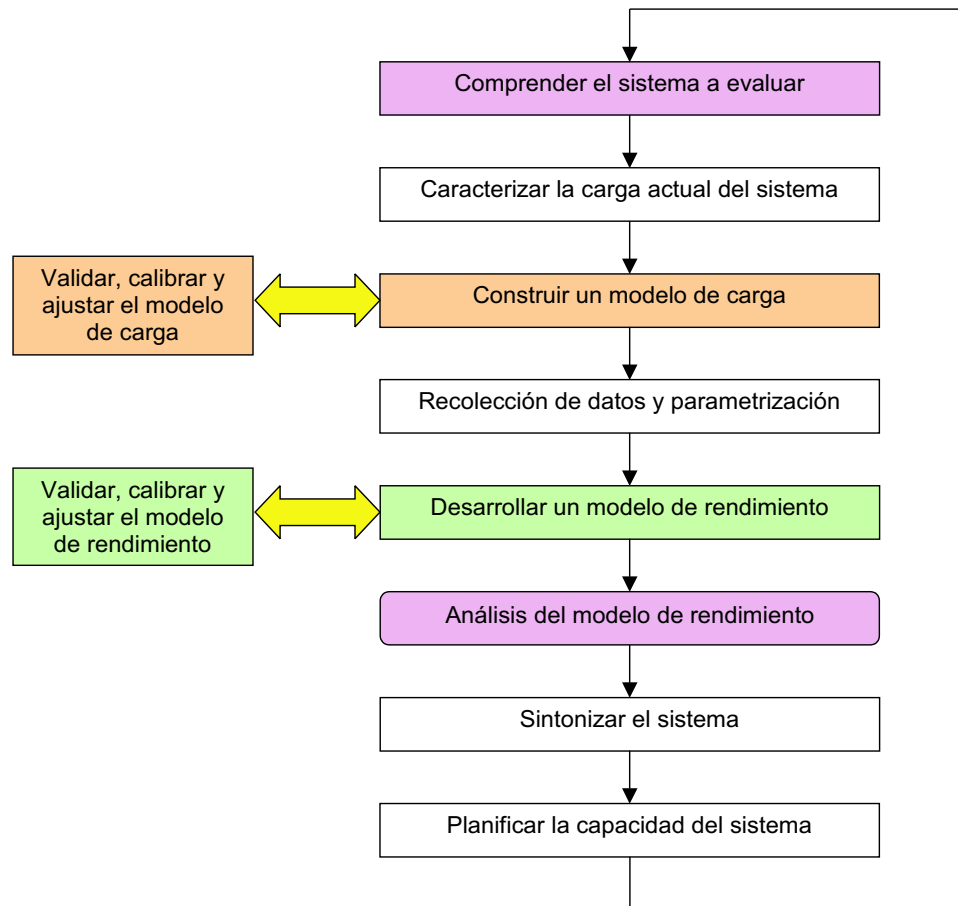 Comprender el sistema a evaluar
Caracterizar la carga actual del sistema
Validar, calibrar y
ajustar el modelo
de carga
Construir un modelo de carga
Recolección de datos y parametrización
Validar, calibrar y
ajustar el modelo
de rendimiento
Desarrollar un modelo de rendimiento
Análisis del modelo de rendimiento
Sintonizar el sistema
Planificar la capacidad del sistema